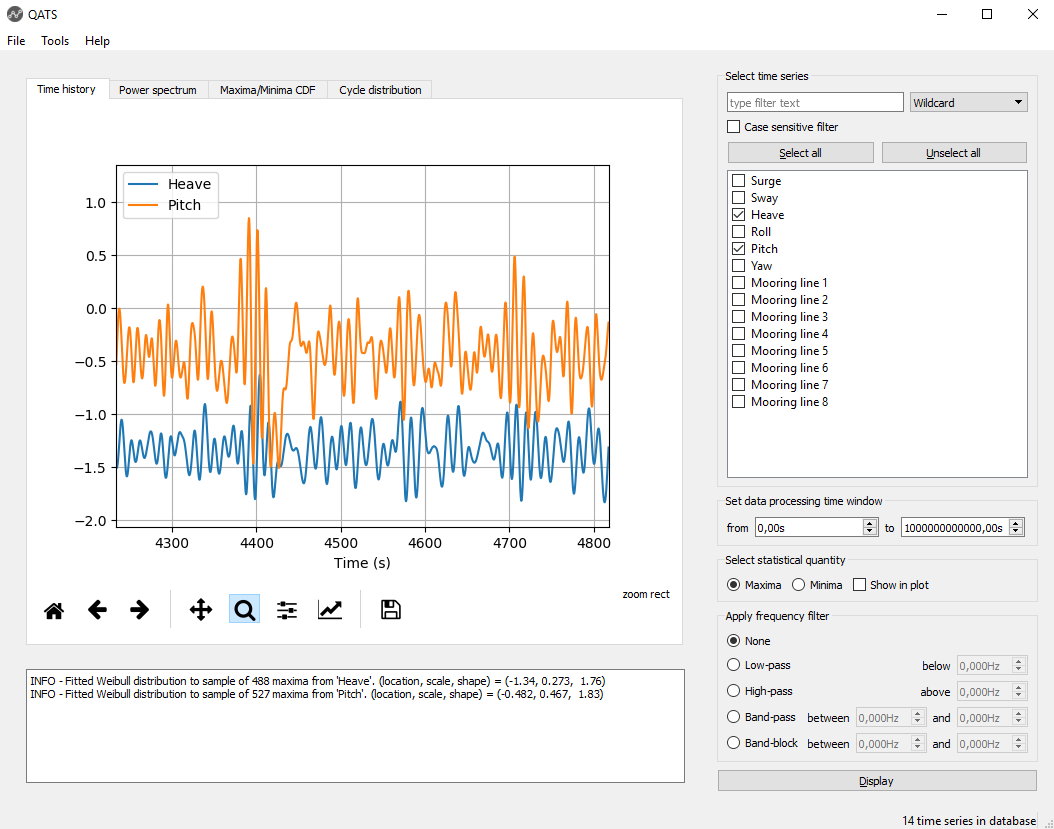 QATS
File Tools Help
Time history Power spectrum Maxima/Minima CDF Cycle distribution
Heave
Pitch
1.0
0.5
0.0
−0.5
−1.0
−1.5
−2.0
4300 4400 4500 4600 4700 4800
Time (s)
zoom rect
INFO - Fitted Weibull distribution to sample of 488 maxima from 'Heave'. (location, scale, shape) = (-1.34, 0.273, 1.76)
INFO - Fitted Weibull distribution to sample of 527 maxima from 'Pitch'. (location, scale, shape) = (-0.482, 0.467, 1.83)
Select time series
type filter text Wildcard
Case sensitive filter
Select all Unselect all
Surge
Sway
Heave
Roll
Pitch
Yaw
Mooring line 1
Mooring line 2
Mooring line 3
Mooring line 4
Mooring line 5
Mooring line 6
Mooring line 7
Mooring line 8
Set data processing time window
from 0,00s to 1000000000000,00s
Select statistical quantity
Maxima Minima Show in plot
Apply frequency filter
None
Low-pass below 0,000Hz
High-pass above 0,000Hz
Band-pass between 0,000Hz and 0,000Hz
Band-block between 0,000Hz and 0,000Hz
Display
14 time series in database